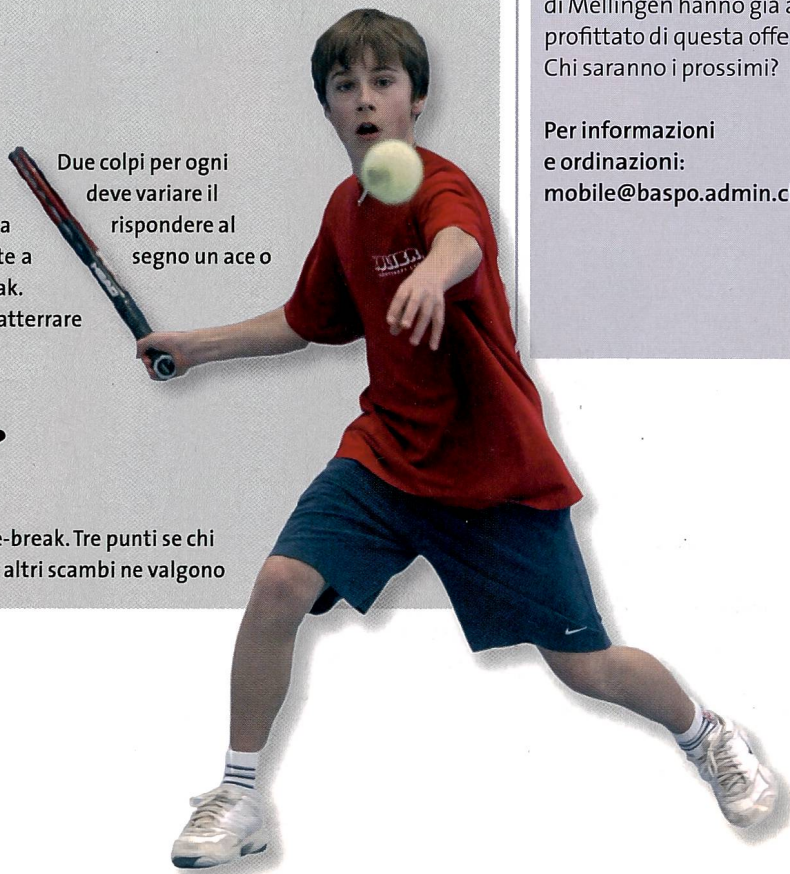 Due colpi per ogni
deve variare il
a rispondere al
te a segno un ace o
ak.
atterrare
e-break. Tre punti se chi
altri scambi ne valgono
di Mellingen hanno già a
profittato di questa offe
Chi saranno i prossimi?
Per informazioni
e ordinazioni:
mobile@baspo.admin.c
HEAD